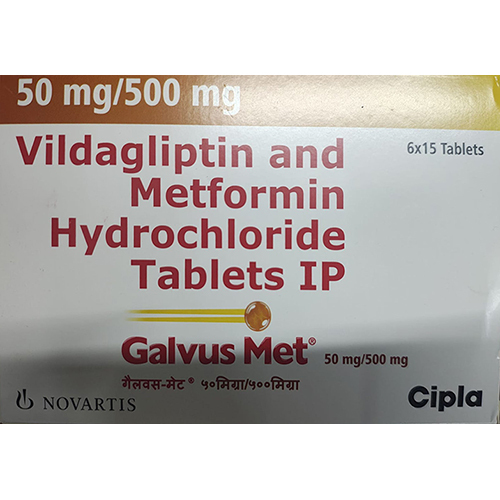 50 mg/500 mg
6x15 Tablets
Vildagliptin and
Metformin
Hydrochloride
Tablets IP
Galvus Met® 50 mg/500 mg
गैलवस-मेट® ५०मिग्रा/५००मिग्रा
NOVARTIS
Cipla